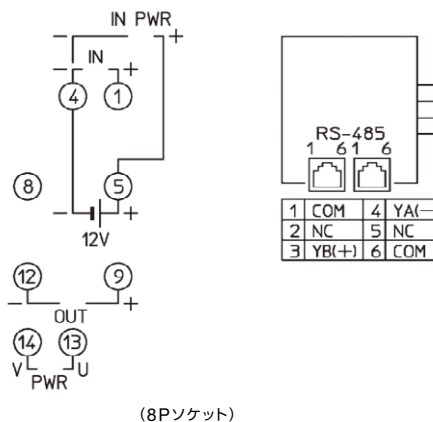 IN PWR
- +
IN
- +
4 1
8 5
- +
12V
12 9
- +
OUT
14 13
V U
PWR
(8Pソケット)
RS-485
1 6 1 6
1 COM 4 YA(-
2 NC 5 NC
3 YB(+) 6 COM